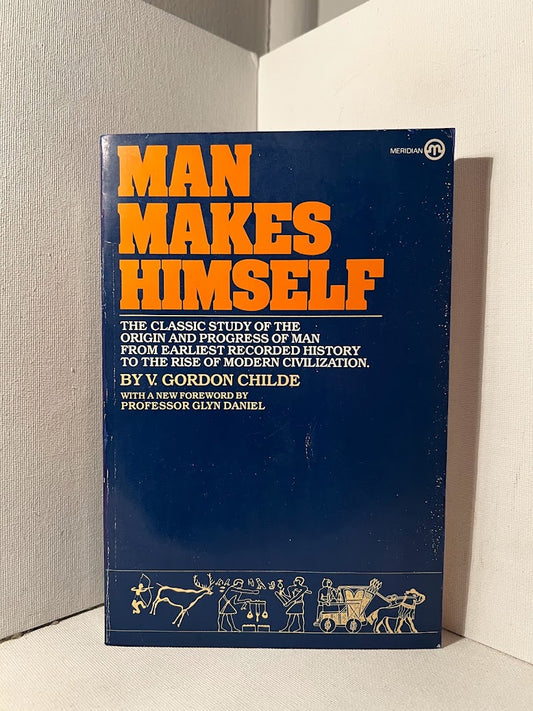 MERIDIAN
MAN
MAKES
HIMSELF
THE CLASSIC STUDY OF THE
ORIGIN AND PROGRESS OF MAN
FROM EARLIEST RECORDED HISTORY
TO THE RISE OF MODERN CIVILIZATION.
BY V. GORDON CHILDE
WITH A NEW FOREWORD BY
PROFESSOR GLYN DANIEL